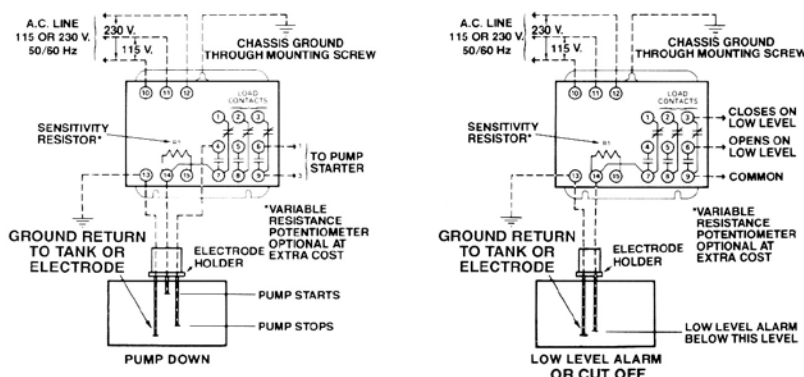 A.C. LINE
115 OR 230 V.
50/60 Hz
230 V.
115 V.
CHASSIS GROUND
THROUGH MOUNTING SCREW
10 11 12
LOAD
CONTACTS
1 2 3
SENSITIVITY
RESISTOR*
R1
4 5 6
1
TO PUMP
STARTER
3
13 14 15 7 8 9
GROUND RETURN
TO TANK OR
ELECTRODE
*VARIABLE
RESISTANCE
POTENTIOMETER
OPTIONAL AT
EXTRA COST
ELECTRODE
HOLDER
PUMP STARTS
PUMP STOPS
PUMP DOWN
A.C. LINE
115 OR 230 V.
50/60 Hz
230 V.
115 V.
CHASSIS GROUND
THROUGH MOUNTING SCREW
10 11 12
LOAD
CONTACTS
1 2 3
CLOSES ON
LOW LEVEL
SENSITIVITY
RESISTOR*
R1
4 5 6
OPENS ON
LOW LEVEL
13 14 15 7 8 9
COMMON
GROUND RETURN
TO TANK OR
ELECTRODE
*VARIABLE
RESISTANCE
POTENTIOMETER
OPTIONAL AT
EXTRA COST
ELECTRODE
HOLDER
LOW LEVEL ALARM
BELOW THIS LEVEL
LOW LEVEL ALARM
OR CUT OFF